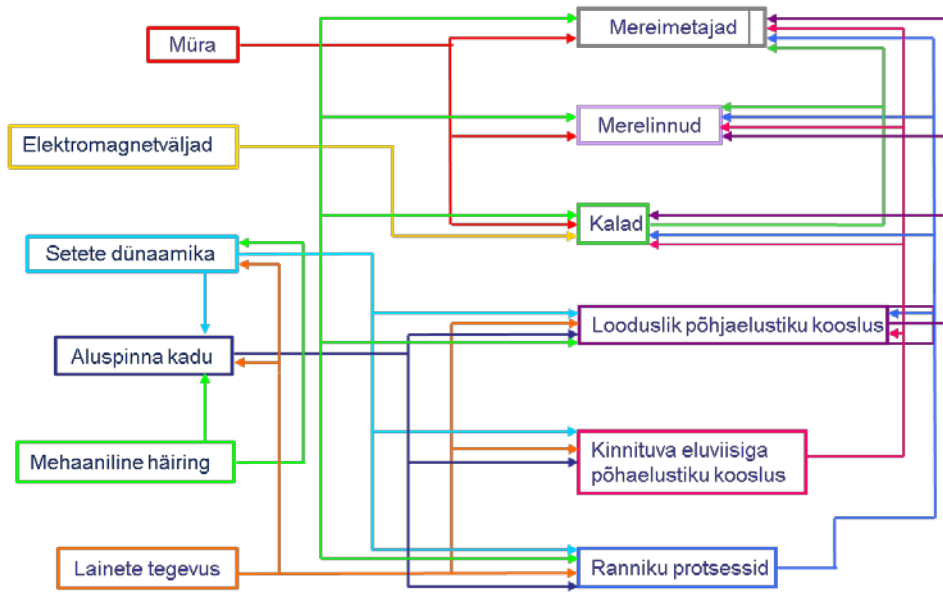 Müra
Elektromagnetväljad
Setete dünaamika
Aluspinna kadu
Mehaaniline häiring
Lainete tegevus
Mereimetajad
Merelinnud
Kalad
Looduslik põhjaelustiku kooslus
Kinnituva eluviisiga
põhaelustiku kooslus
Ranniku protsessid